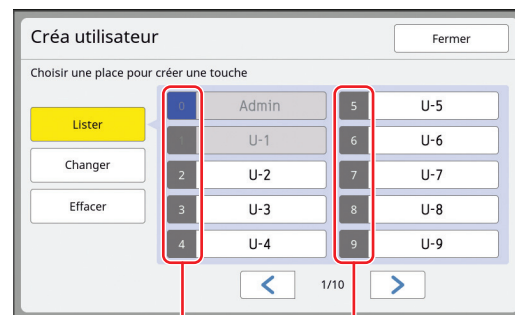 Créa utilisateur
Fermer
Choisir une place pour créer une touche
Lister
Changer
Effacer
0 Admin
1 U-1
2 U-2
3 U-3
4 U-4
5 U-5
6 U-6
7 U-7
8 U-8
9 U-9
1/10